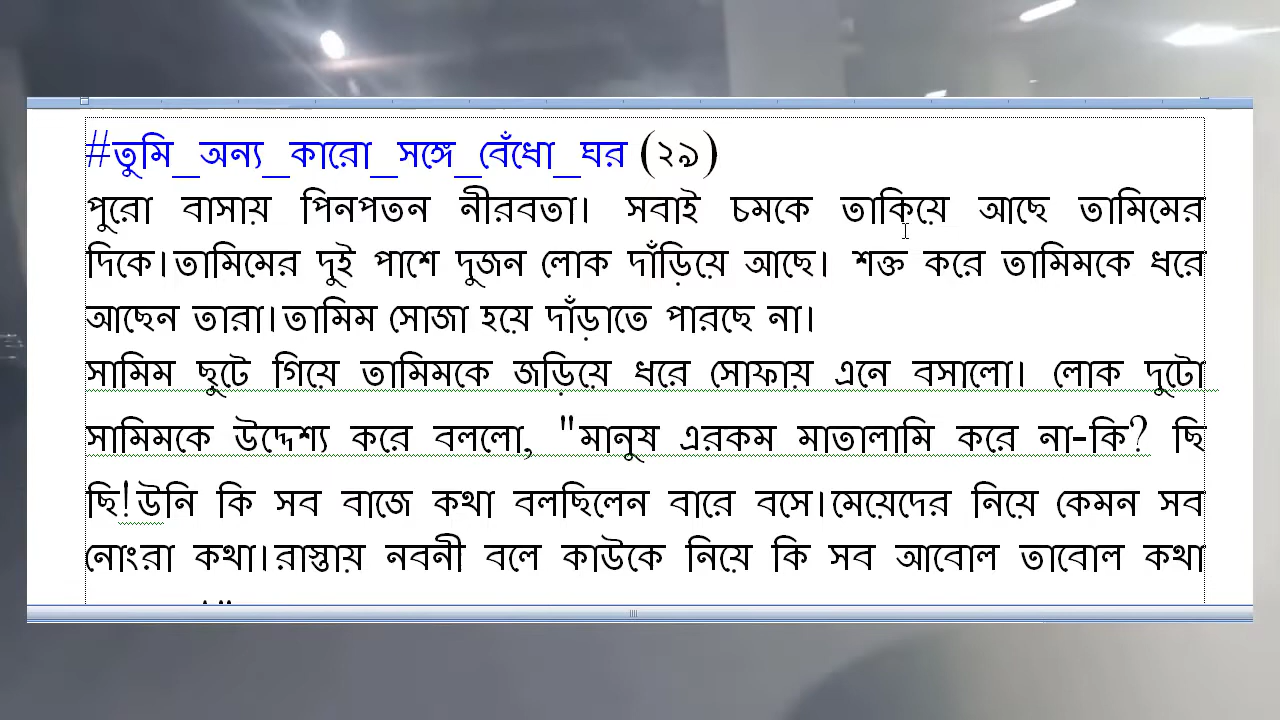 #তুমি_অন্য_কারো_সঙ্গে_বেঁধো_ঘর (২৯)
পুরো বাসায় পিনপতন নীরবতা। সবাই চমকে তাকিয়ে আছে তামিমের
দিকে।তামিমের দুই পাশে দুজন লোক দাঁড়িয়ে আছে। শক্ত করে তামিমকে ধরে
আছেন তারা।তামিম সোজা হয়ে দাঁড়াতে পারছে না।
সামিম ছুটে গিয়ে তামিমকে জড়িয়ে ধরে সোফায় এনে বসালো। লোক দুটো
সামিমকে উদ্দেশ্য করে বললো, "মানুষ এরকম মাতালামি করে না-কি? ছি
ছি!উনি কি সব বাজে কথা বলছিলেন বারে বসে।মেয়েদের নিয়ে কেমন সব
নোংরা কথা।রাস্তায় নবনী বলে কাউকে নিয়ে কি সব আবোল তাবোল কথা